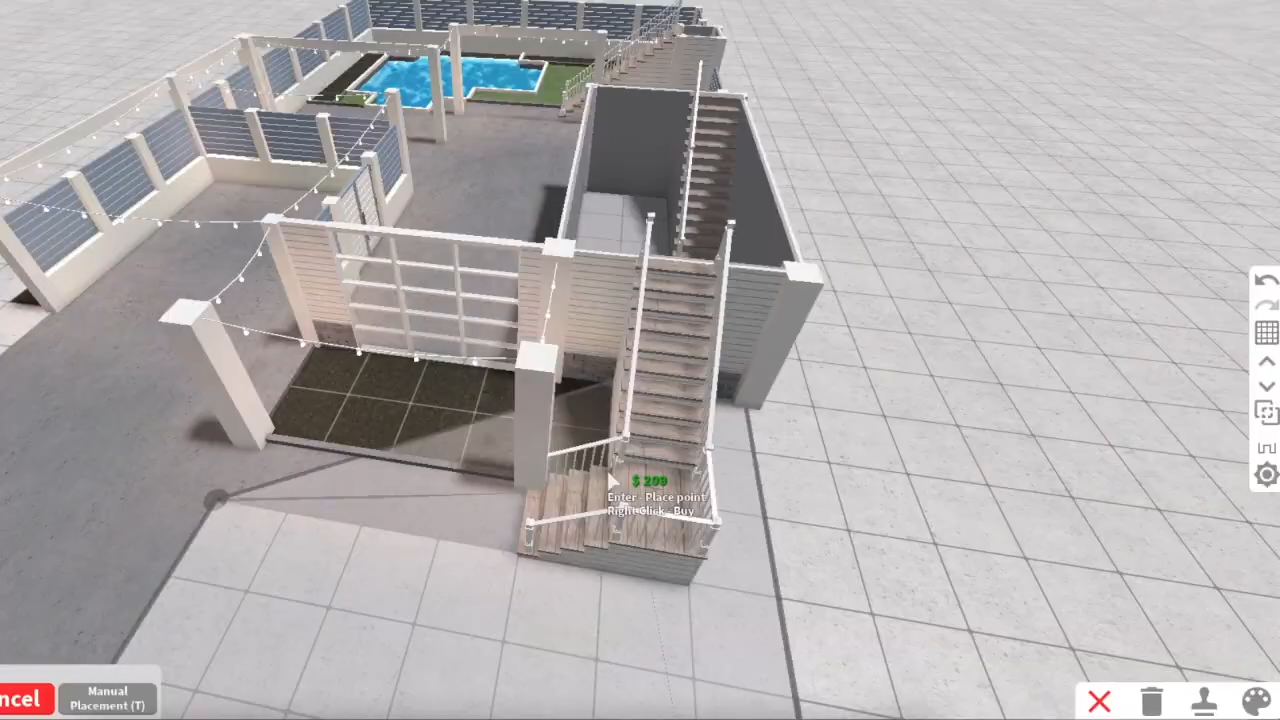 $ 209
Enter - Place point
Right Click - Buy
ncel
Manual
Placement (T)